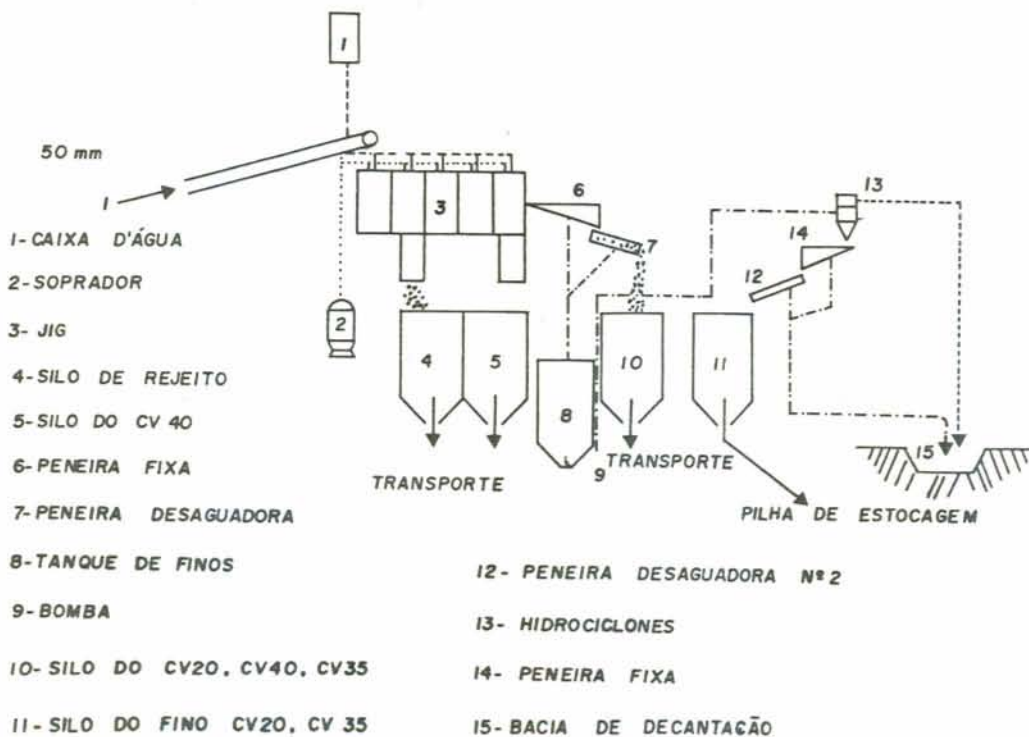 1
50 mm
1
6
13
3
14
7
12
1-CAIXA D'ÁGUA
2-SOPRADOR
2
3-JIG
4
5
10
11
4-SILO DE REJEITO
8
5-SILO DO CV 40
15
9
TRANSPORTE
6-PENEIRA FIXA
TRANSPORTE
7-PENEIRA DESAGUADORA
PILHA DE ESTOCAGEM
8-TANQUE DE FINOS
12- PENEIRA DESAGUADORA Nº 2
9-BOMBA
13- HIDROCICLONES
10-SILO DO CV20, CV40, CV35
14- PENEIRA FIXA
11-SILO DO FINO CV20, CV 35
15-BACIA DE DECANTAÇÃO